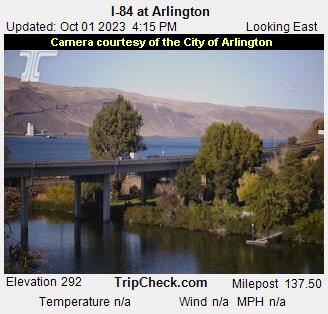 I-84 at Arlington
Updated: Oct 01 2023 4:15 PM Looking East
Camera courtesy of the City of Arlington
Elevation 292 TripCheck.com Milepost 137.50
Temperature n/a Wind n/a MPH n/a